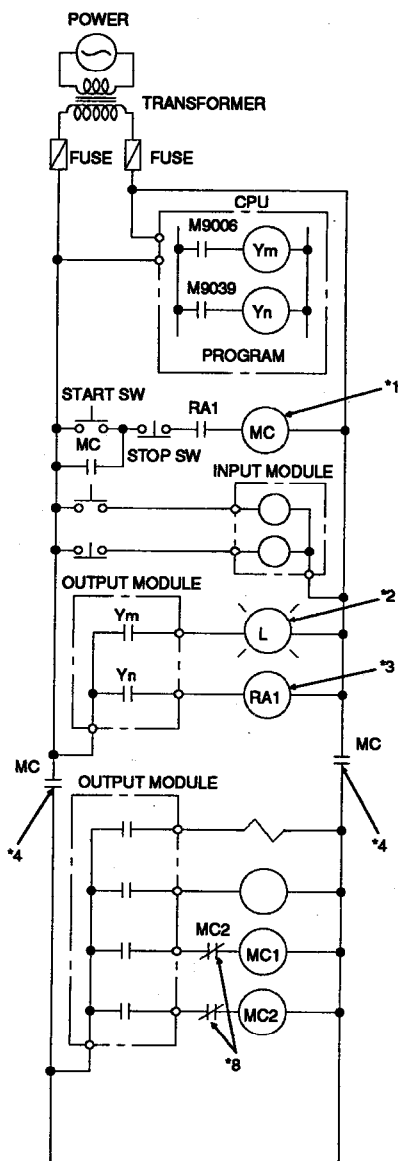 POWER
TRANSFORMER
FUSE FUSE
CPU
M9006
Ym
M9039
Yn
PROGRAM
START SW
RA1
*1
MC
MC
STOP SW
INPUT MODULE
OUTPUT MODULE
*2
Ym
L
*3
Yn
RA1
MC
MC
OUTPUT MODULE
*4
*4
MC2
MC1
MC2
*8